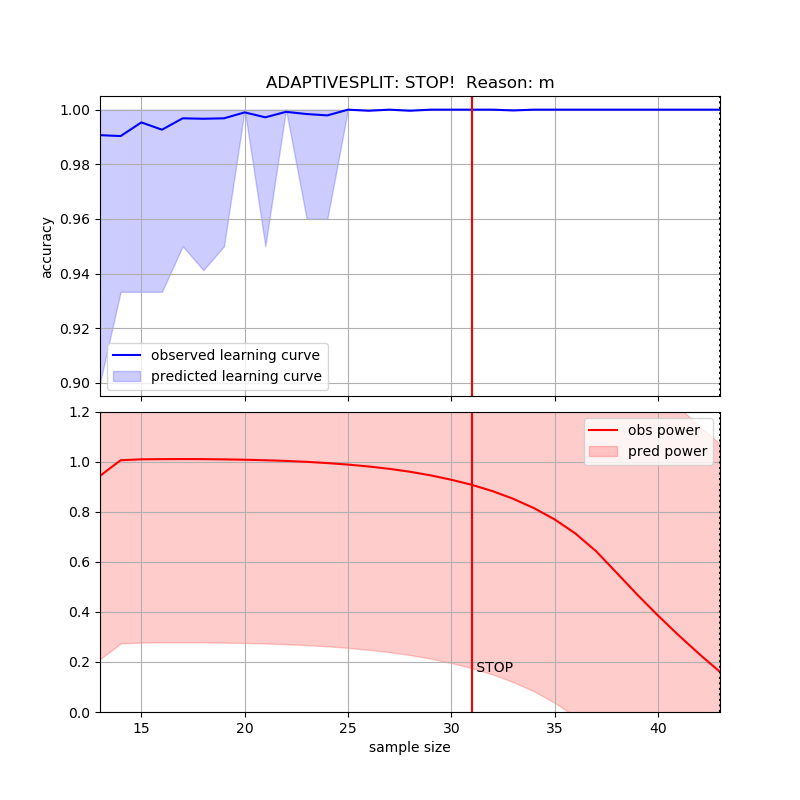 ADAPTIVESPLIT: STOP!  Reason: m
1.00
0.98
0.96
0.94
0.92
0.90
accuracy
observed learning curve
predicted learning curve
1.2
1.0
0.8
0.6
0.4
0.2
0.0
obs power
pred power
STOP
15 20 25 30 35 40
sample size